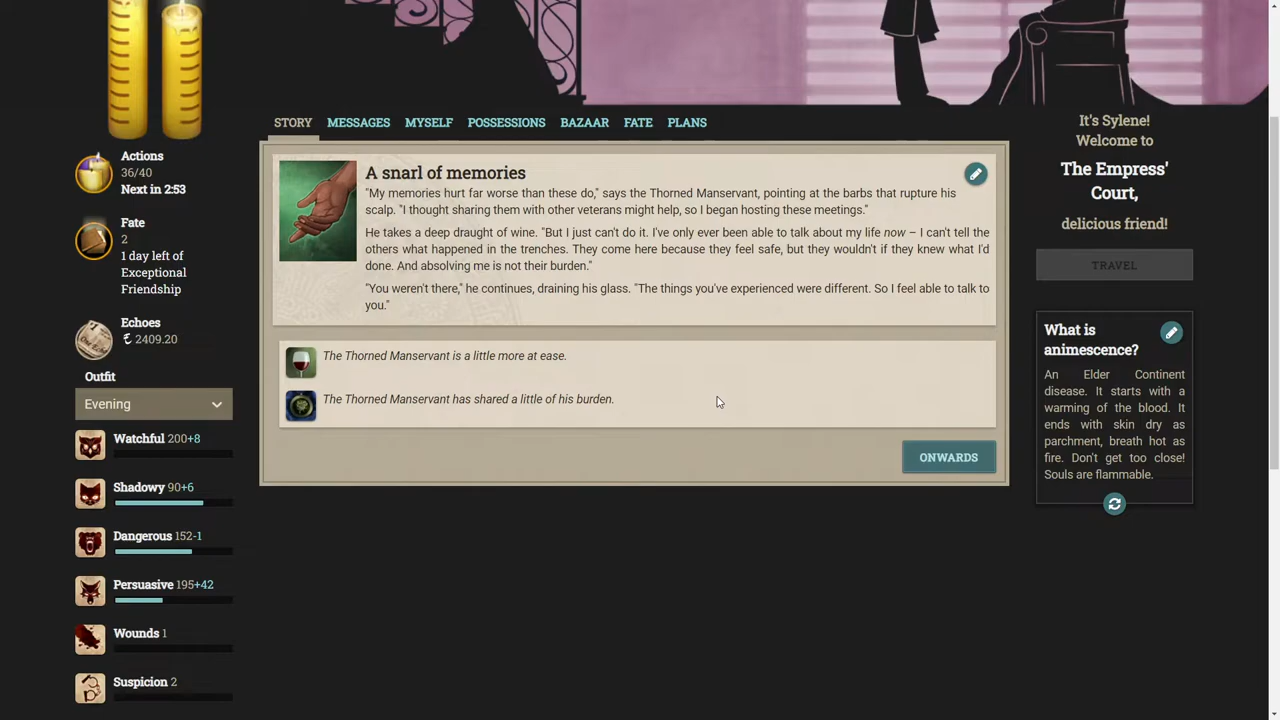 STORY MESSAGES MYSELF POSSESSIONS BAZAAR FATE PLANS
Actions
36/40
Next in 2:53
Fate
2
1 day left of
Exceptional
Friendship
Echoes
2409.20
Outfit
Evening
Watchful 200+8
Shadowy 90+6
Dangerous 152-1
Persuasive 195+42
Wounds 1
Suspicion 2
A snarl of memories
"My memories hurt far worse than these do," says the Thorned Manservant, pointing at the barbs that rupture his
scalp. "I thought sharing them with other veterans might help, so I began hosting these meetings."
He takes a deep draught of wine. "But I just can't do it. I've only ever been able to talk about my life now – I can't tell the
others what happened in the trenches. They come here because they feel safe, but they wouldn't if they knew what I'd
done. And absolving me is not their burden."
"You weren't there," he continues, draining his glass. "The things you've experienced were different. So I feel able to talk to
you."
The Thorned Manservant is a little more at ease.
The Thorned Manservant has shared a little of his burden.
ONWARDS
It's Sylene!
Welcome to
The Empress'
Court,
delicious friend!
TRAVEL
What is
animescence?
An Elder Continent
disease. It starts with a
warming of the blood. It
ends with skin dry as
parchment, breath hot as
fire. Don't get too close!
Souls are flammable.